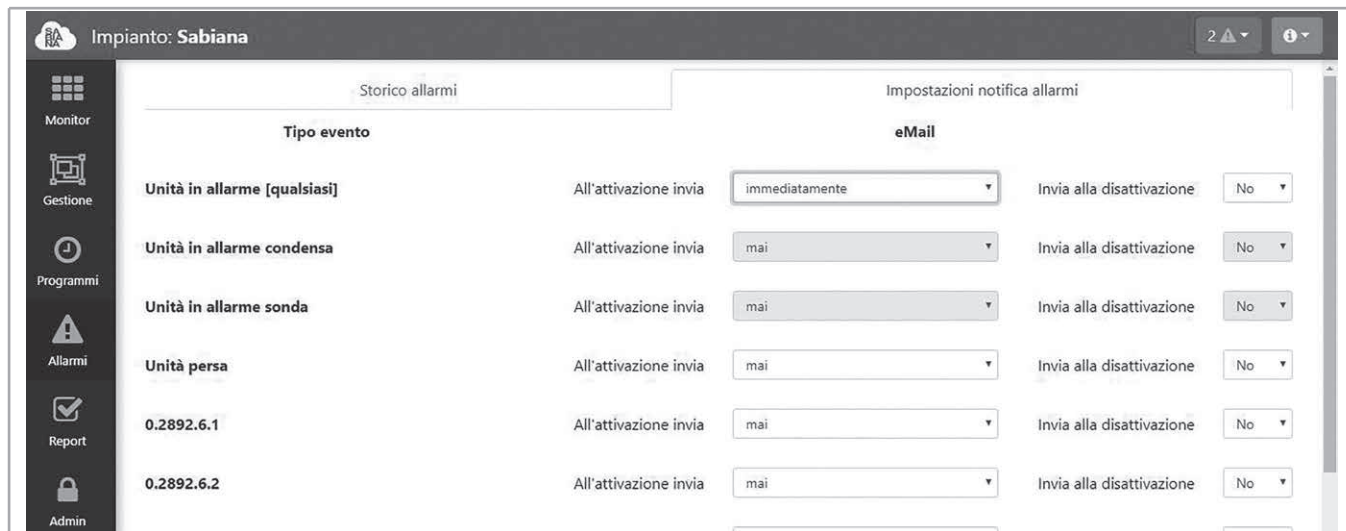 SABIANA
Impianto: Sabiana
2
Monitor
Gestione
Programmi
Allarmi
Report
Admin
Storico allarmi
Impostazioni notifica allarmi
Tipo evento
eMail
Unità in allarme [qualsiasi] All'attivazione invia immediatamente Invia alla disattivazione No
Unità in allarme condensa All'attivazione invia mai Invia alla disattivazione No
Unità in allarme sonda All'attivazione invia mai Invia alla disattivazione No
Unità persa All'attivazione invia mai Invia alla disattivazione No
0.2892.6.1 All'attivazione invia mai Invia alla disattivazione No
0.2892.6.2 All'attivazione invia mai Invia alla disattivazione No